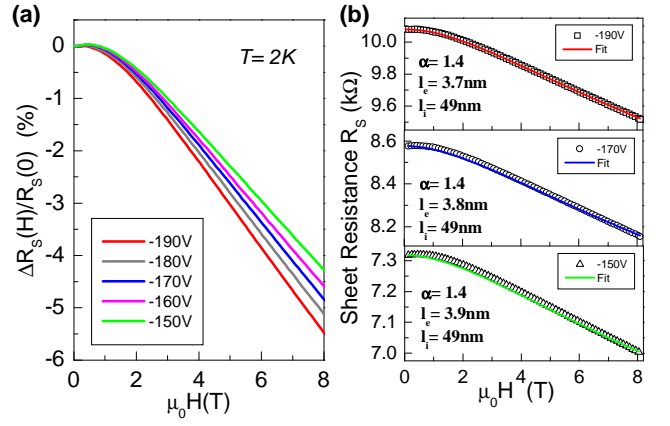 (a)
T= 2K
ΔR_S(H)/R_S(0) (%)
0
-1
-2
-3
-4
-5
-6
-190V
-180V
-170V
-160V
-150V
0 2 4 6 8
μ₀H(T)
(b)
Sheet Resistance R_S (kΩ)
10.0
9.8
9.6
-190V
Fit
α= 1.4
l_e= 3.7nm
l_i= 49nm
8.6
8.4
8.2
-170V
Fit
α= 1.4
l_e= 3.8nm
l_i= 49nm
7.3
7.2
7.1
7.0
-150V
Fit
α= 1.4
l_e= 3.9nm
l_i= 49nm
0 2 4 6 8
μ₀H (T)